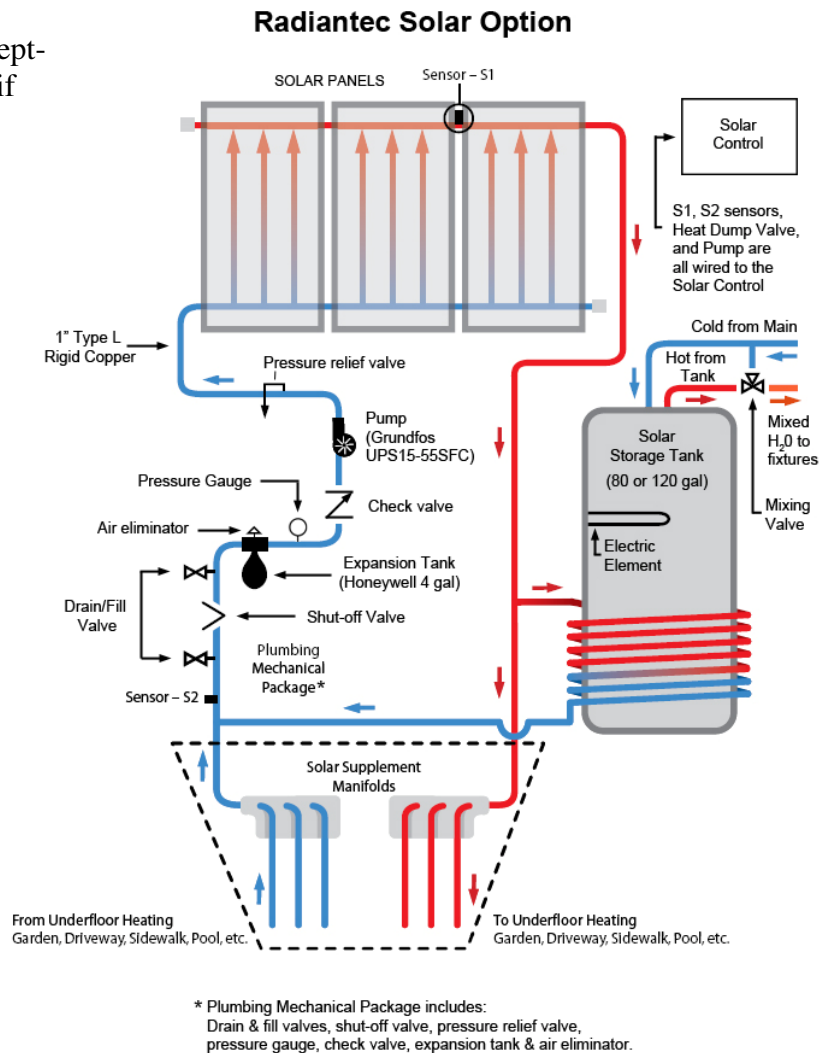 Radiantec Solar Option
ept-
if
SOLAR PANELS
Sensor – S1
Solar
Control
S1, S2 sensors,
Heat Dump Valve,
and Pump are
all wired to the
Solar Control
1” Type L
Rigid Copper
Pressure relief valve
Cold from Main
Hot from
Tank
Mixed
H20 to
fixtures
Mixing
Valve
Pump
(Grundfos
UPS15-55SFC)
Solar
Storage Tank
(80 or 120 gal)
Electric
Element
Pressure Gauge
Check valve
Air eliminator
Expansion Tank
(Honeywell 4 gal)
Drain/Fill
Valve
Shut-off Valve
Plumbing
Mechanical
Package*
Sensor – S2
Solar Supplement
Manifolds
From Underfloor Heating
Garden, Driveway, Sidewalk, Pool, etc.
To Underfloor Heating
Garden, Driveway, Sidewalk, Pool, etc.
* Plumbing Mechanical Package includes:
Drain & fill valves, shut-off valve, pressure relief valve,
pressure gauge, check valve, expansion tank & air eliminator.